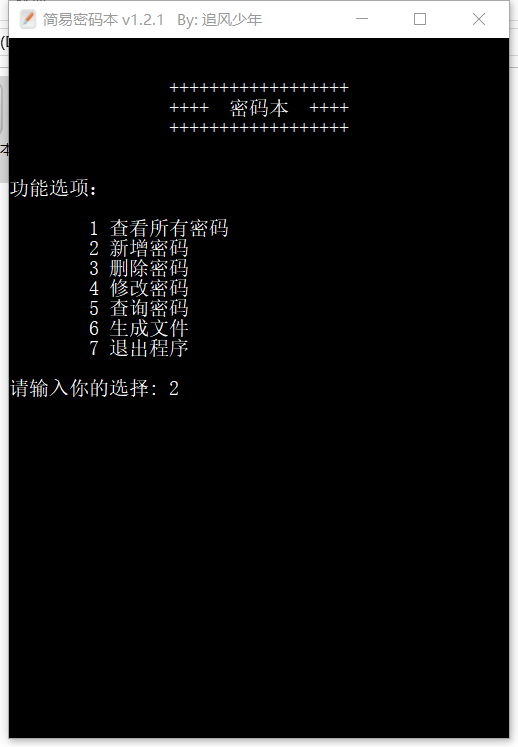 简易密码本 v1.2.1 By: 追风少年
++++++++++++++++++
++++ 密码本 ++++
++++++++++++++++++
功能选项：
1 查看所有密码
2 新增密码
3 删除密码
4 修改密码
5 查询密码
6 生成文件
7 退出程序
请输入你的选择: 2